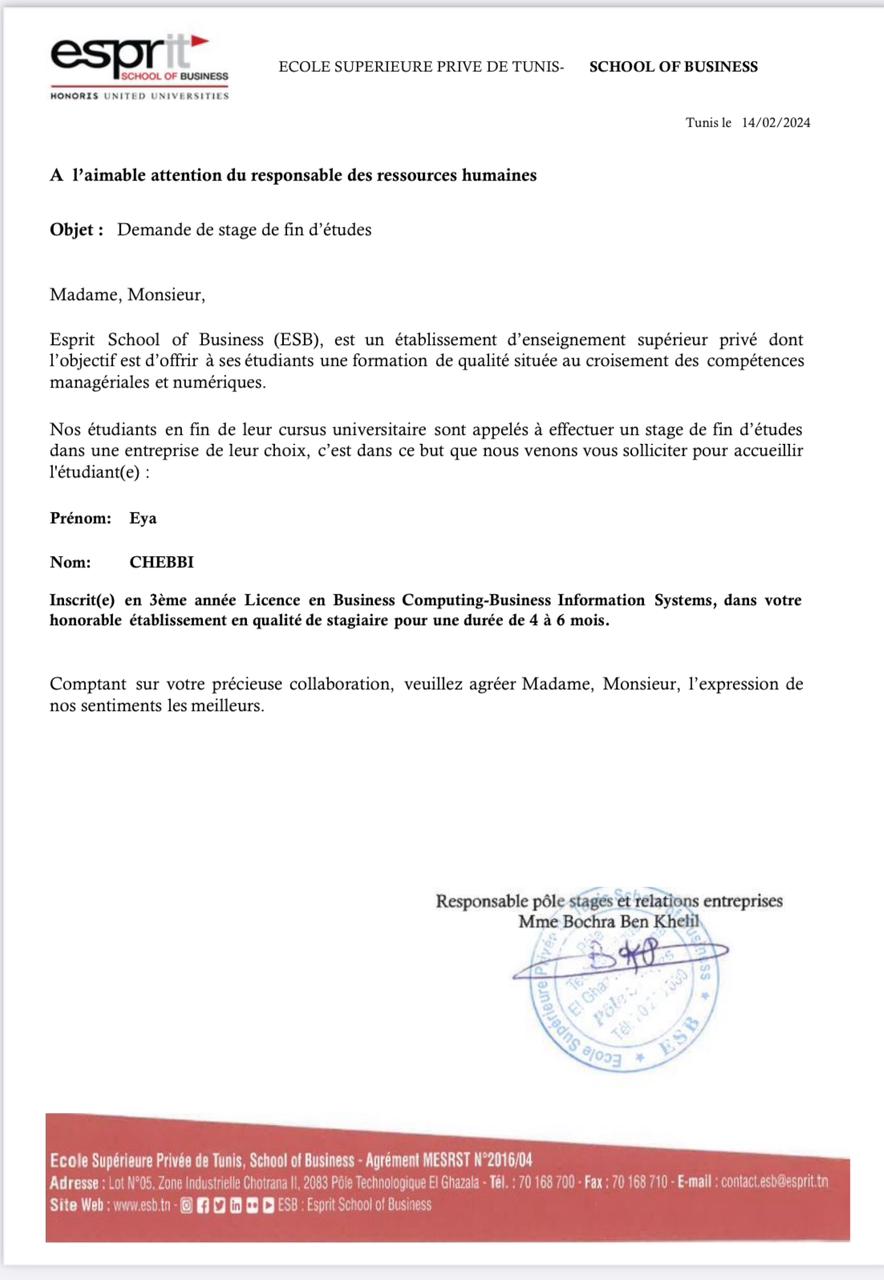 esprit
SCHOOL OF BUSINESS
HONORIS UNITED UNIVERSITIES
ECOLE SUPERIEURE PRIVE DE TUNIS- SCHOOL OF BUSINESS
Tunis le 14/02/2024
A l’aimable attention du responsable des ressources humaines
Objet : Demande de stage de fin d’études
Madame, Monsieur,
Esprit School of Business (ESB), est un établissement d’enseignement supérieur privé dont
l’objectif est d’offrir à ses étudiants une formation de qualité située au croisement des compétences
managériales et numériques.
Nos étudiants en fin de leur cursus universitaire sont appelés à effectuer un stage de fin d’études
dans une entreprise de leur choix, c’est dans ce but que nous venons vous solliciter pour accueillir
l'étudiant(e) :
Prénom: Eya
Nom: CHEBBI
Inscrit(e) en 3ème année Licence en Business Computing-Business Information Systems, dans votre
honorable établissement en qualité de stagiaire pour une durée de 4 à 6 mois.
Comptant sur votre précieuse collaboration, veuillez agréer Madame, Monsieur, l’expression de
nos sentiments les meilleurs.
Responsable pôle stages et relations entreprises
Mme Bochra Ben Khelil
Ecole Supérieure Privée
Business
El Ghaz
Pôle
Tél:
ESB
Ecole Supérieure Privée de Tunis, School of Business - Agrément MESRST N°2016/04
Adresse : Lot N°05, Zone Industrielle Chotrana II, 2083 Pôle Technologique El Ghazala - Tél. : 70 168 700 - Fax : 70 168 710 - E-mail : contact.esb@esprit.tn
Site Web : www.esb.tn - ESB : Esprit School of Business